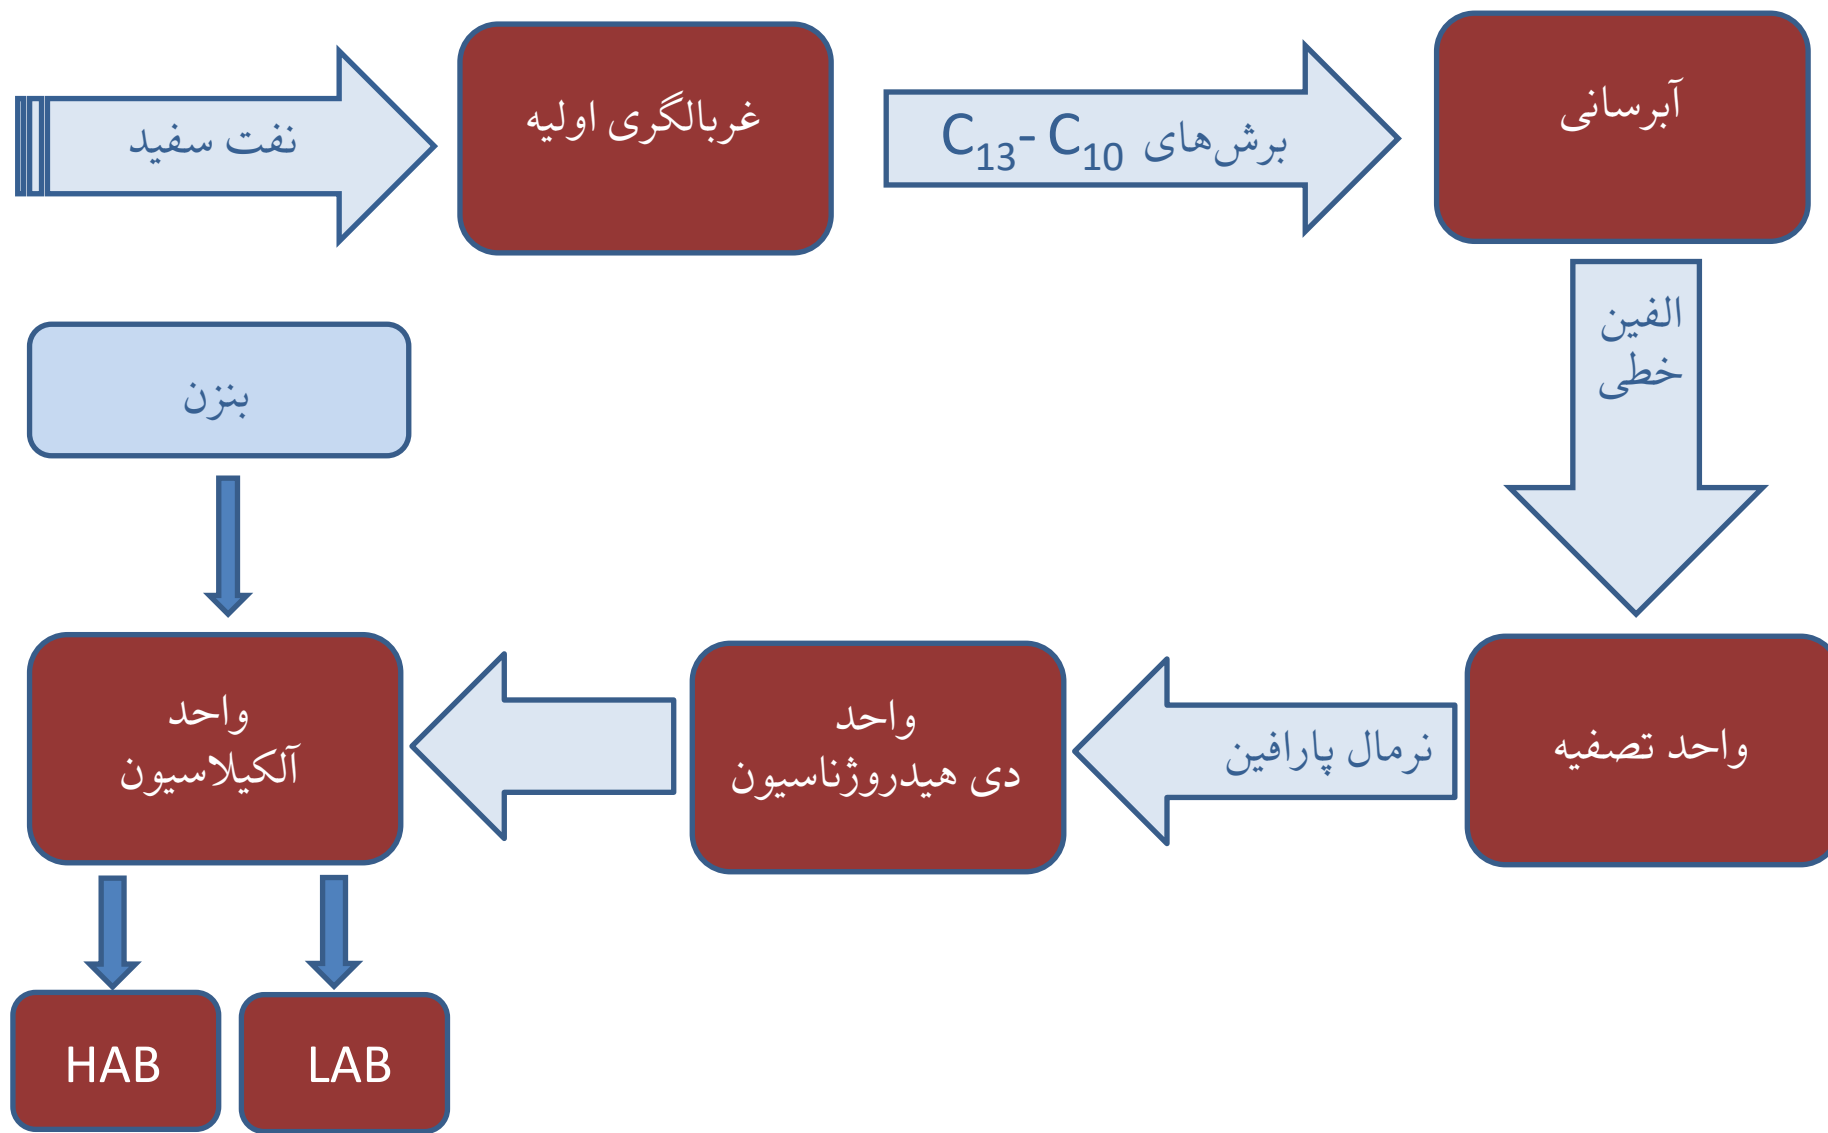 نفت سفید
غربالگری اولیه
برش‌های C₁₃- C₁₀
آبرسانی
الفین
خطی
بنزن
واحد تصفیه
نرمال پارافین
واحد
دی هیدروژناسیون
واحد
آلکیلاسیون
HAB
LAB